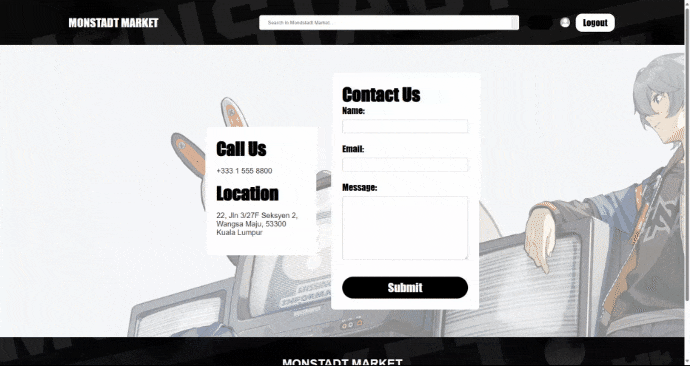 MONSTADT MARKET
Search in Mondstadt Market...
Logout
Call Us
+333 1 555 8800
Location
22, Jln 3/27F Seksyen 2,
Wangsa Maju, 53300
Kuala Lumpur
Contact Us
Name:
Email:
Message:
Submit
MONSTADT MARKET